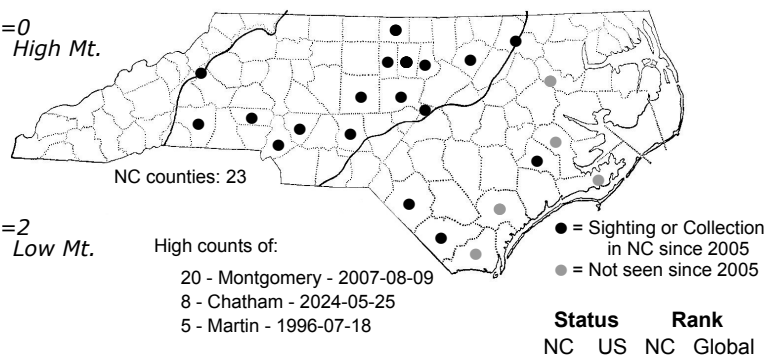 =0
High Mt.
NC counties: 23
=2
Low Mt.
High counts of:
20 - Montgomery - 2007-08-09
8 - Chatham - 2024-05-25
5 - Martin - 1996-07-18
● = Sighting or Collection
in NC since 2005
● = Not seen since 2005
Status Rank
NC US NC Global